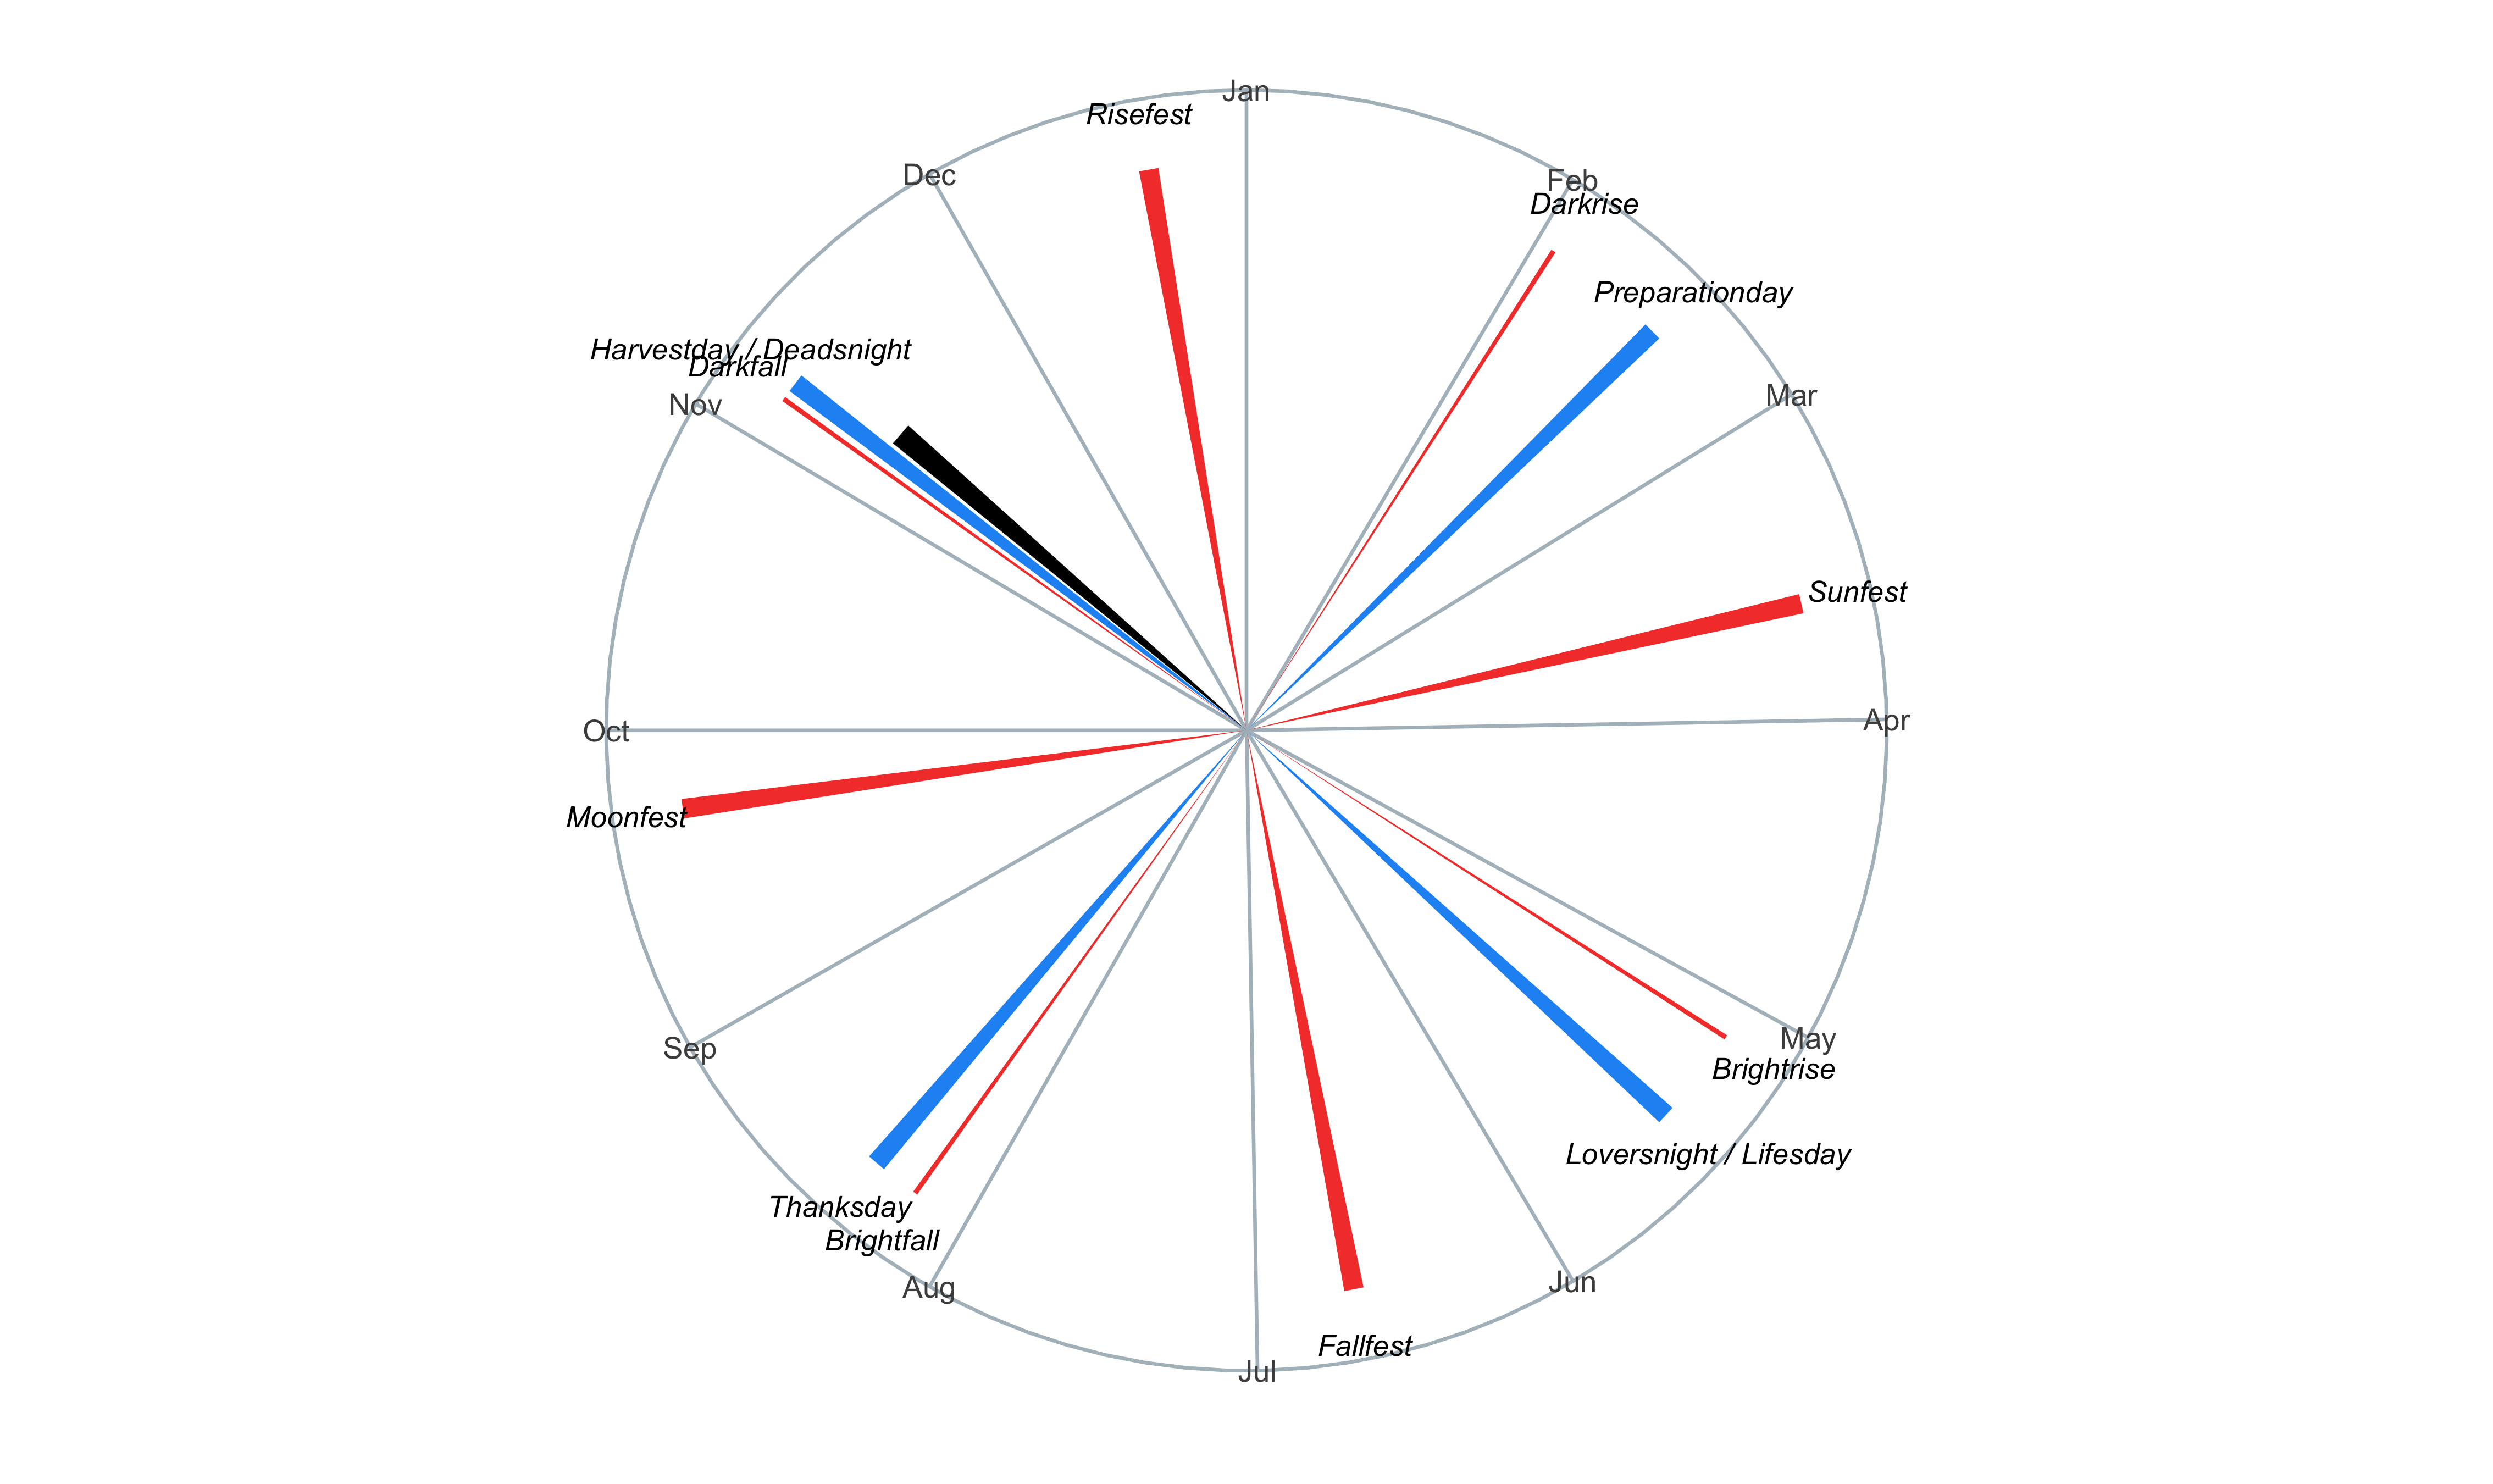 Jan
Risefest
Dec
Feb
Darkrise
Preparationday
Harvestday / Deadsnight
Darkfall
Nov
Mar
Sunfest
Apr
Oct
Moonfest
Sep
May
Brightrise
Loversnight / Lifesday
Thanksday
Brightfall
Aug
Jun
Fallfest
Jul